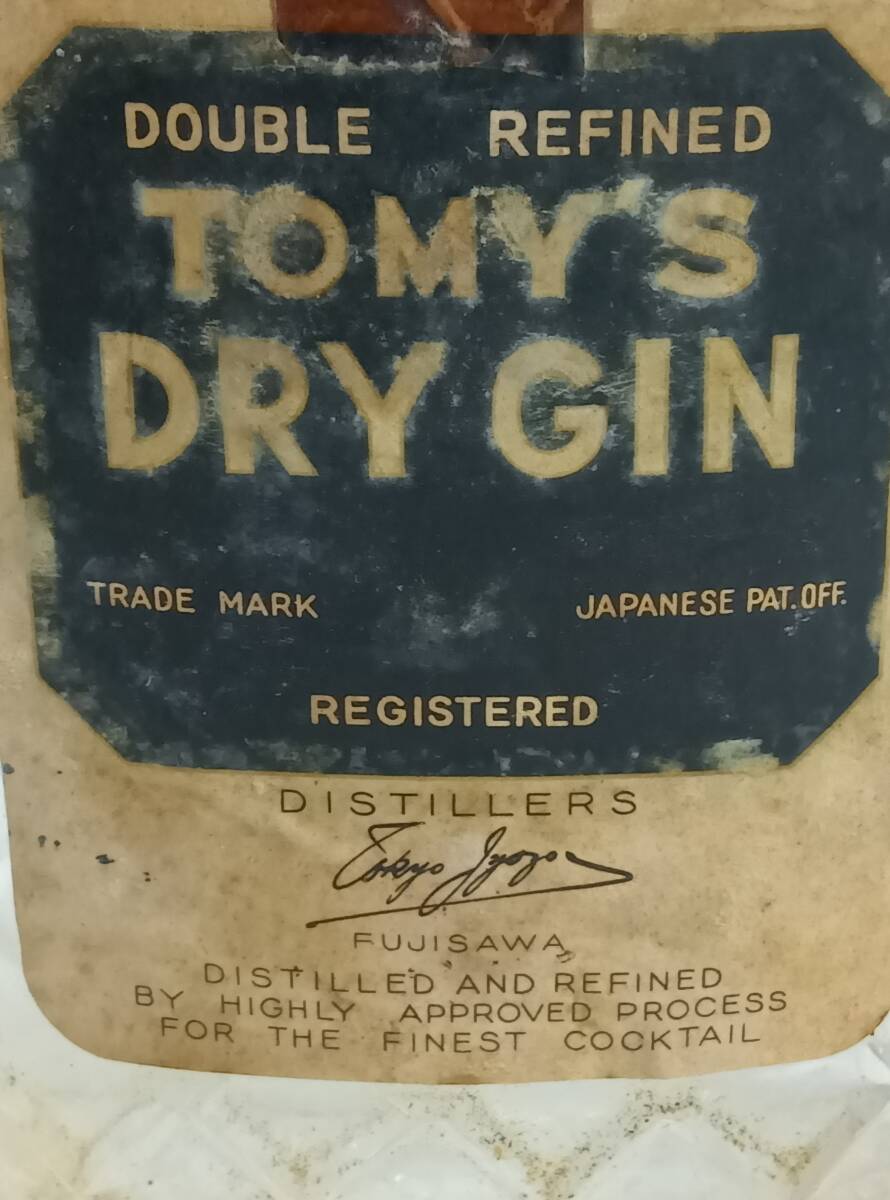 DOUBLE REFINED
TOMY'S
DRY GIN
TRADE MARK JAPANESE PAT. OFF.
REGISTERED
DISTILLERS
Tokyo Jyozo
FUJISAWA
DISTILLED AND REFINED
BY HIGHLY APPROVED PROCESS
FOR THE FINEST COCKTAIL